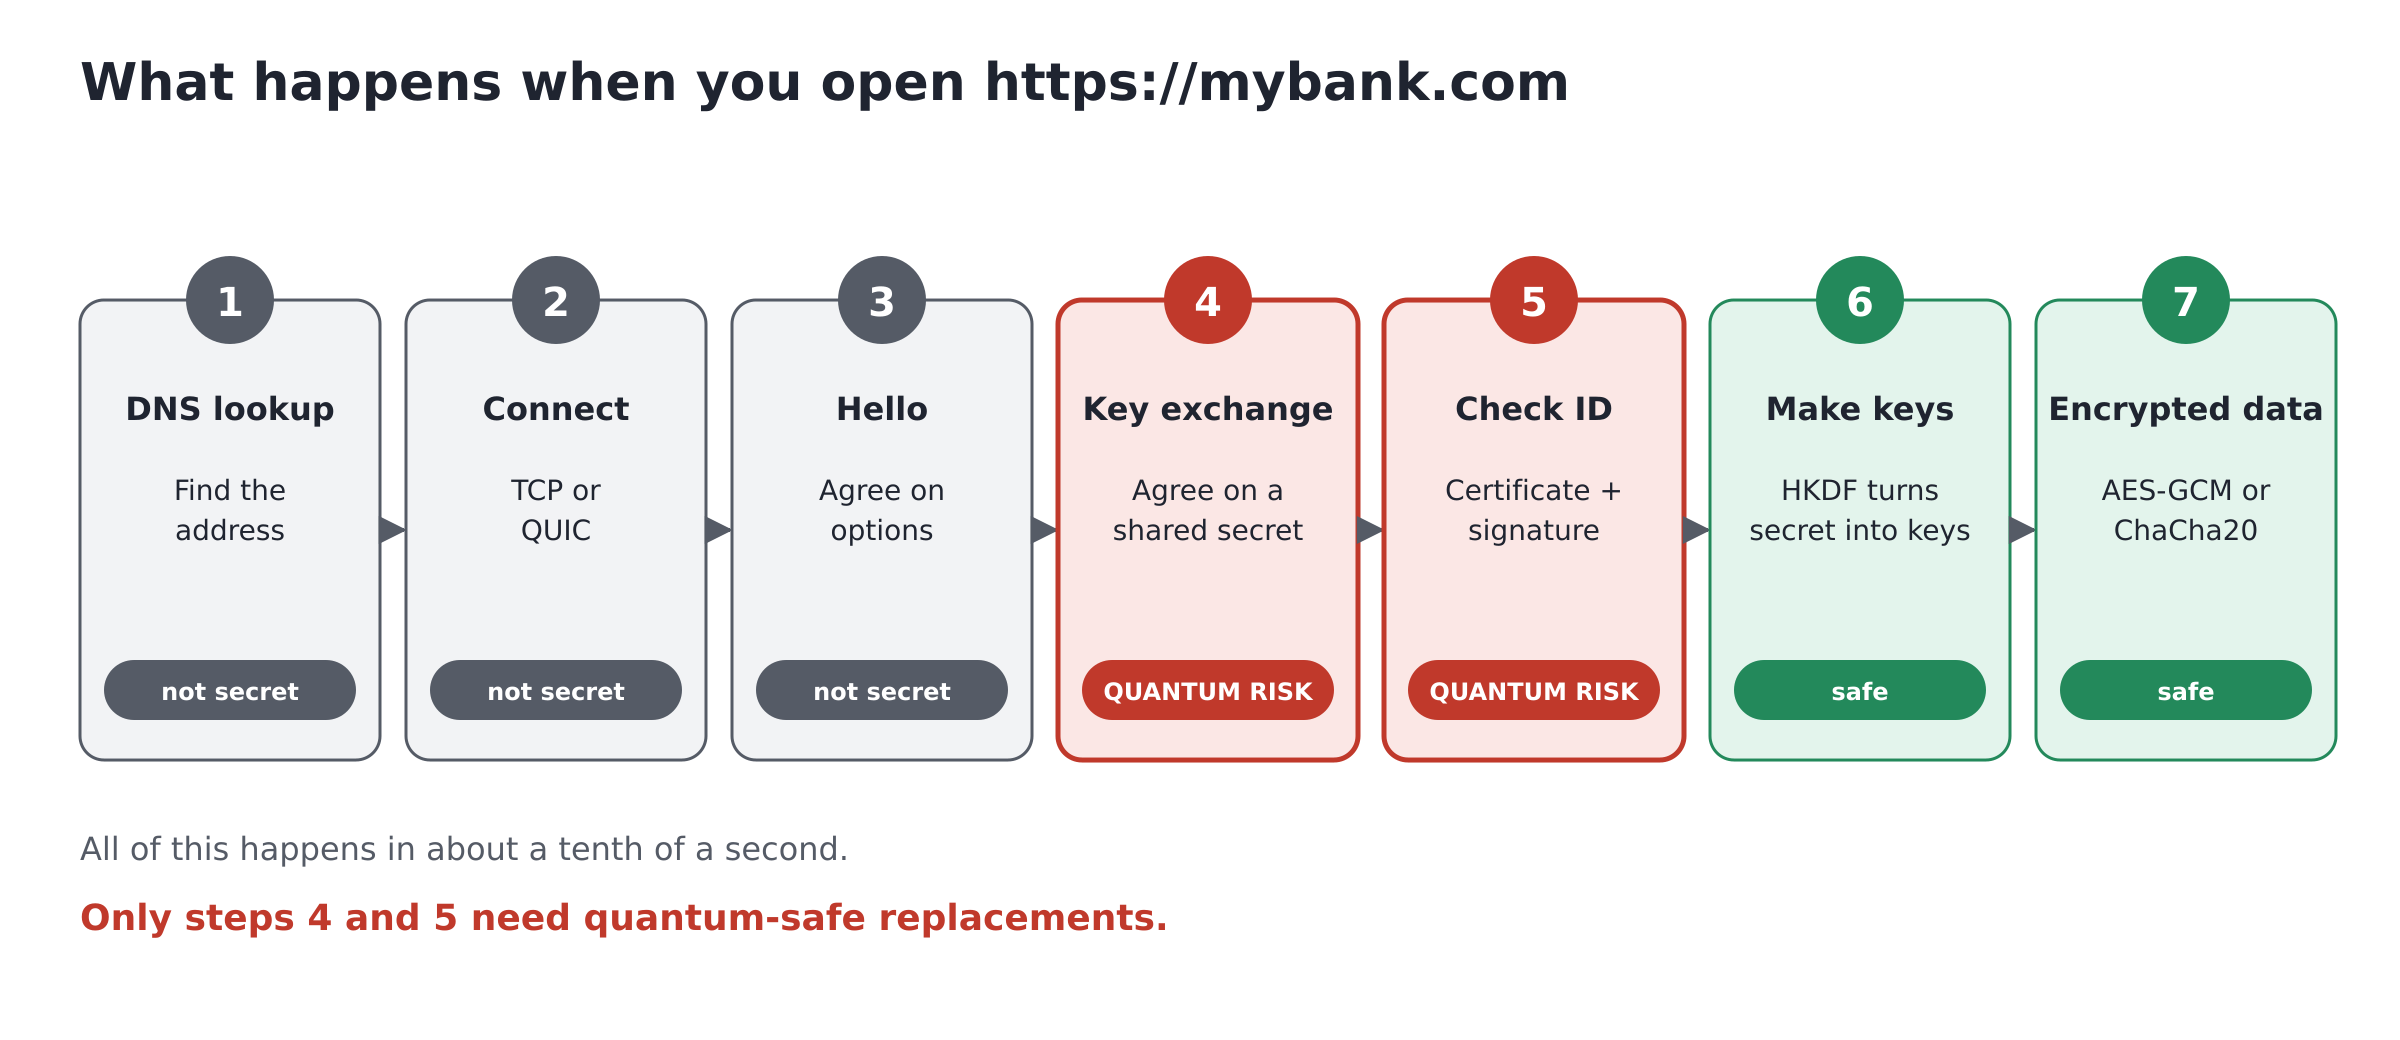 What happens when you open https://mybank.com
1
DNS lookup
Find the
address
not secret
2
Connect
TCP or
QUIC
not secret
3
Hello
Agree on
options
not secret
4
Key exchange
Agree on a
shared secret
QUANTUM RISK
5
Check ID
Certificate +
signature
QUANTUM RISK
6
Make keys
HKDF turns
secret into keys
safe
7
Encrypted data
AES-GCM or
ChaCha20
safe
All of this happens in about a tenth of a second.
Only steps 4 and 5 need quantum-safe replacements.